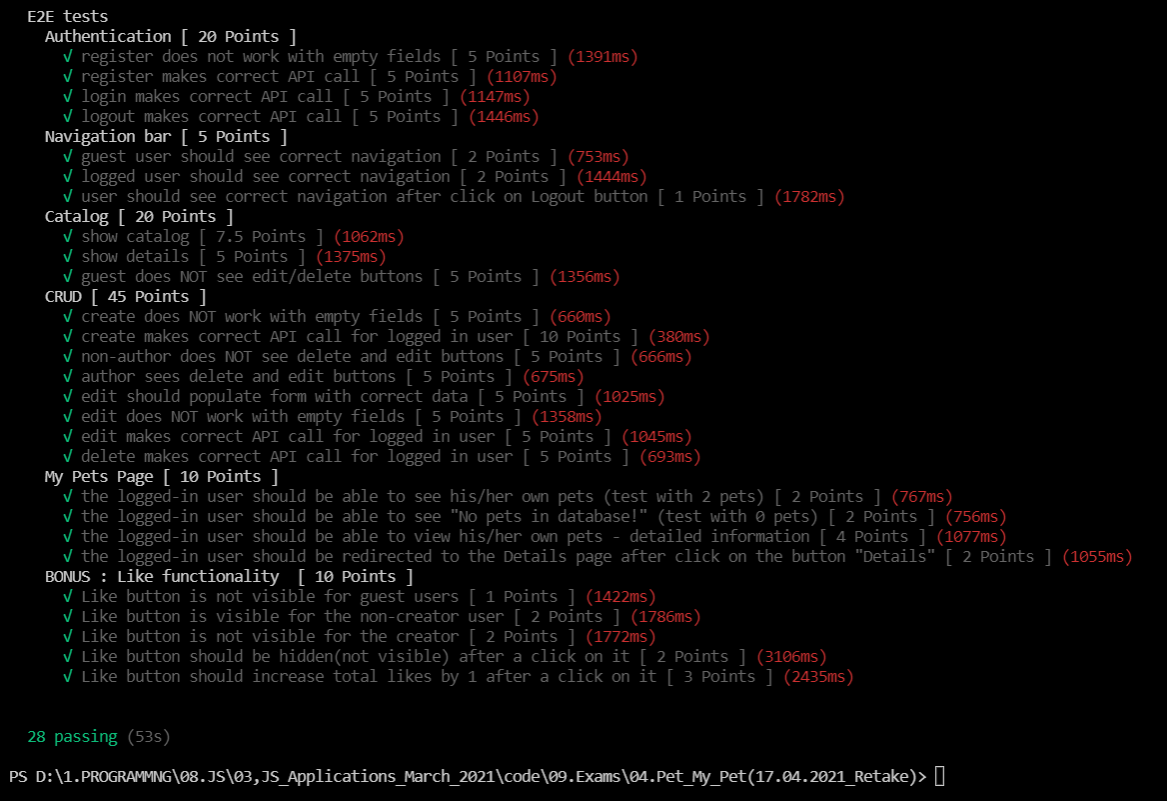 E2E tests
Authentication [ 20 Points ]
√ register does not work with empty fields [ 5 Points ] (1391ms)
√ register makes correct API call [ 5 Points ] (1107ms)
√ login makes correct API call [ 5 Points ] (1147ms)
√ logout makes correct API call [ 5 Points ] (1446ms)
Navigation bar [ 5 Points ]
√ guest user should see correct navigation [ 2 Points ] (753ms)
√ logged user should see correct navigation [ 2 Points ] (1444ms)
√ user should see correct navigation after click on Logout button [ 1 Points ] (1782ms)
Catalog [ 20 Points ]
√ show catalog [ 7.5 Points ] (1062ms)
√ show details [ 5 Points ] (1375ms)
√ guest does NOT see edit/delete buttons [ 5 Points ] (1356ms)
CRUD [ 45 Points ]
√ create does NOT work with empty fields [ 5 Points ] (660ms)
√ create makes correct API call for logged in user [ 10 Points ] (380ms)
√ non-author does NOT see delete and edit buttons [ 5 Points ] (666ms)
√ author sees delete and edit buttons [ 5 Points ] (675ms)
√ edit should populate form with correct data [ 5 Points ] (1025ms)
√ edit does NOT work with empty fields [ 5 Points ] (1358ms)
√ edit makes correct API call for logged in user [ 5 Points ] (1045ms)
√ delete makes correct API call for logged in user [ 5 Points ] (693ms)
My Pets Page [ 10 Points ]
√ the logged-in user should be able to see his/her own pets (test with 2 pets) [ 2 Points ] (767ms)
√ the logged-in user should be able to see "No pets in database!" (test with 0 pets) [ 2 Points ] (756ms)
√ the logged-in user should be able to view his/her own pets - detailed information [ 4 Points ] (1077ms)
√ the logged-in user should be redirected to the Details page after click on the button "Details" [ 2 Points ] (1055ms)
BONUS : Like functionality  [ 10 Points ]
√ Like button is not visible for guest users [ 1 Points ] (1422ms)
√ Like button is visible for the non-creator user [ 2 Points ] (1786ms)
√ Like button is not visible for the creator [ 2 Points ] (1772ms)
√ Like button should be hidden(not visible) after a click on it [ 2 Points ] (3106ms)
√ Like button should increase total likes by 1 after a click on it [ 3 Points ] (2435ms)
28 passing (53s)
PS D:\1.PROGRAMMNG\08.JS\03,JS_Applications_March_2021\code\09.Exams\04.Pet_My_Pet(17.04.2021_Retake)>